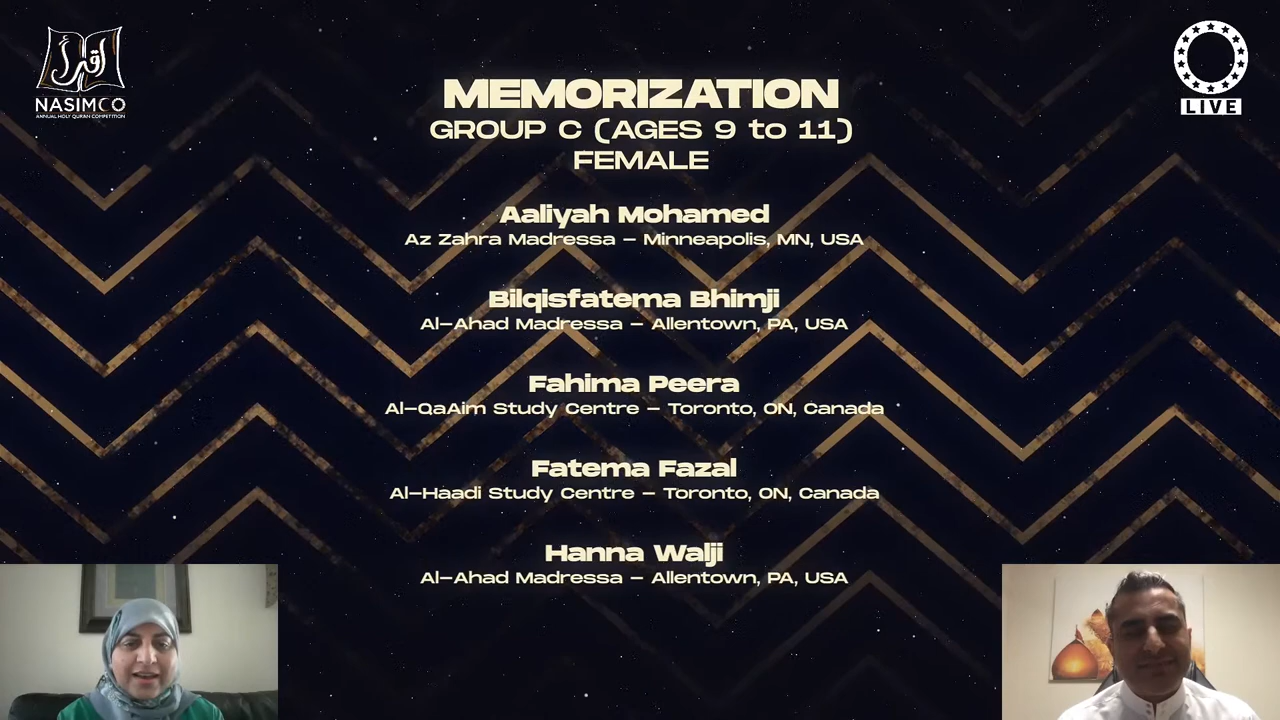 اقرأ
NASIMCO
ANNUAL HOLY QURAN COMPETITION
LIVE
MEMORIZATION
GROUP C (AGES 9 to 11)
FEMALE
Aaliyah Mohamed
Az Zahra Madressa – Minneapolis, MN, USA
Bilqisfatema Bhimji
Al-Ahad Madressa – Allentown, PA, USA
Fahima Peera
Al-QaAim Study Centre – Toronto, ON, Canada
Fatema Fazal
Al-Haadi Study Centre – Toronto, ON, Canada
Hanna Walji
Al-Ahad Madressa – Allentown, PA, USA